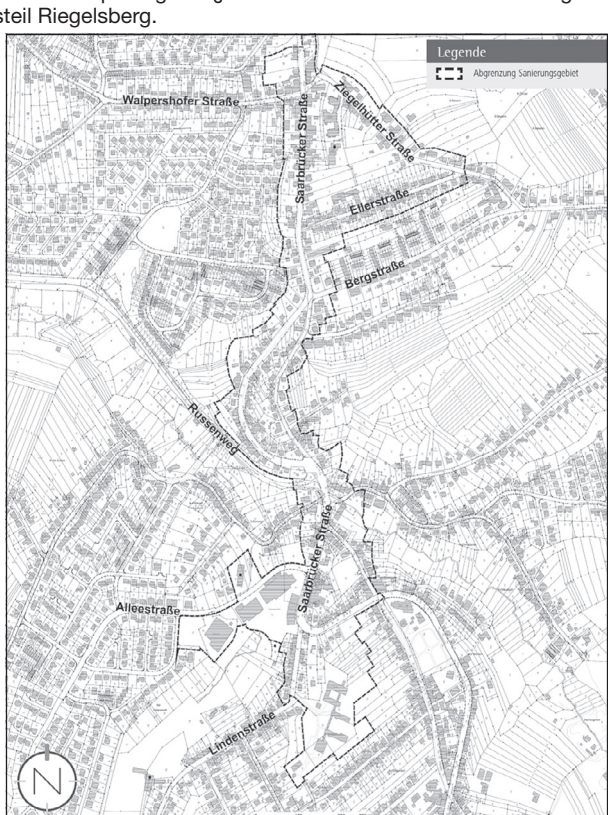 steil Riegelsberg.
Legende
Abgrenzung Sanierungsgebiet
Walpershofer Straße
Saarbrücker Straße
Ziegelhütter Straße
Ellerstraße
Bergstraße
Russenweg
Saarbrücker Straße
Alleestraße
Lindenstraße
N